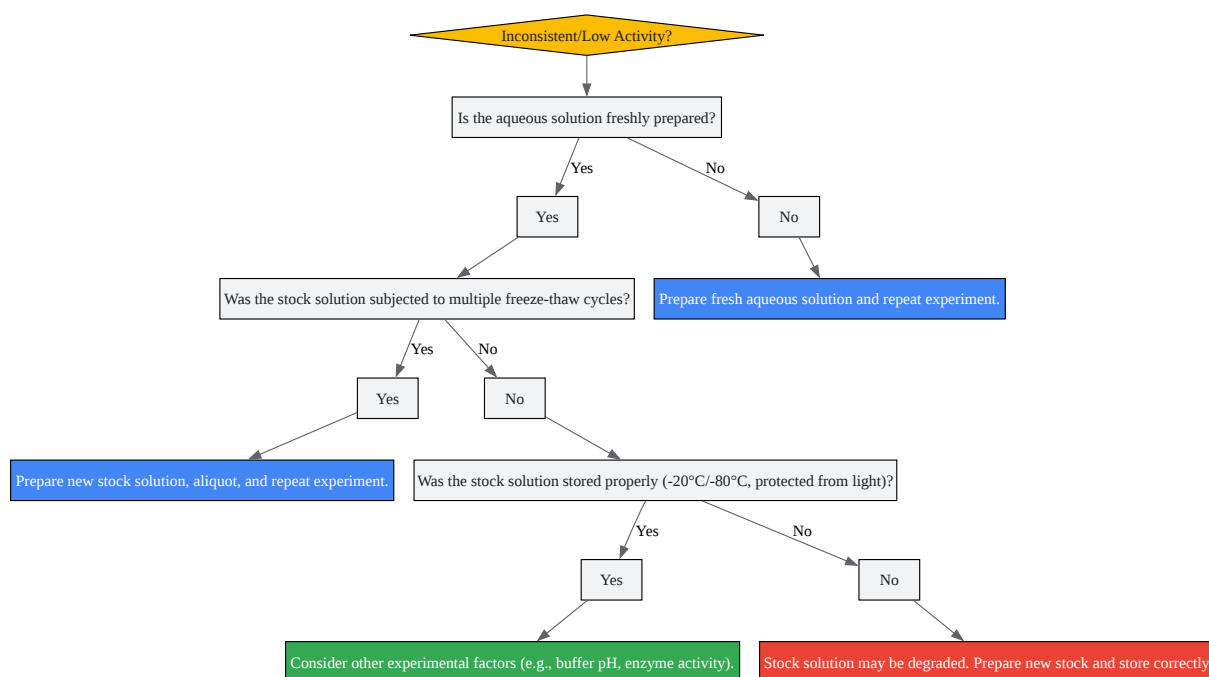 Inconsistent/Low Activity?
Is the aqueous solution freshly prepared?
Yes
No
Yes
No
Was the stock solution subjected to multiple freeze-thaw cycles?
Prepare fresh aqueous solution and repeat experiment.
Yes
No
Yes
No
Prepare new stock solution, aliquot, and repeat experiment.
Was the stock solution stored properly (-20°C/-80°C, protected from light)?
Yes
No
Yes
No
Consider other experimental factors (e.g., buffer pH, enzyme activity).
Stock solution may be degraded. Prepare new stock and store correctly